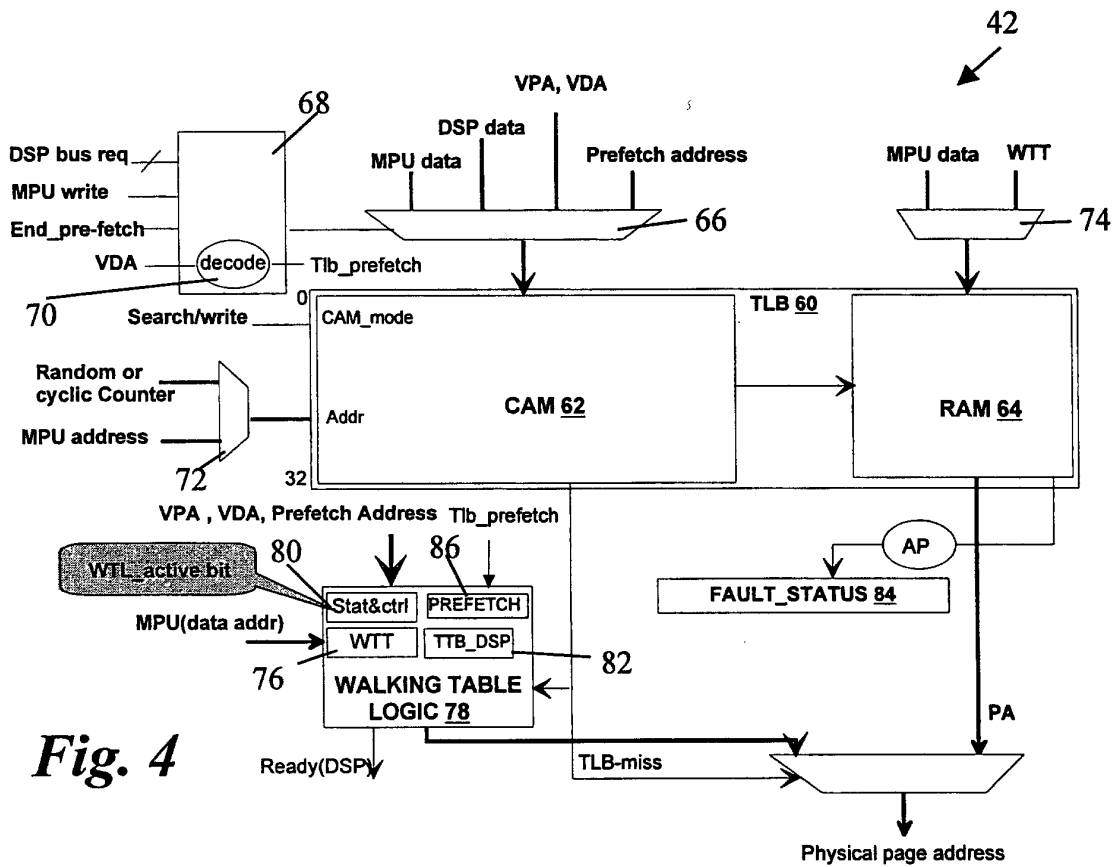 42
VPA, VDA
68
DSP data
DSP bus req
MPU data
Prefetch address
MPU data
WTT
MPU write
End_pre-fetch
66
74
VDA
decode
Tlb_prefetch
70
0
TLB 60
Search/write
CAM_mode
Random or
cyclic Counter
CAM 62
RAM 64
Addr
MPU address
72
32
VPA , VDA, Prefetch Address
Tlb_prefetch
80
86
AP
WTL_active bit
Stat&ctrl
PREFETCH
FAULT_STATUS 84
MPU(data addr)
WTT
TTB_DSP
76
82
WALKING TABLE
LOGIC 78
PA
Fig. 4
Ready(DSP)
TLB-miss
Physical page address